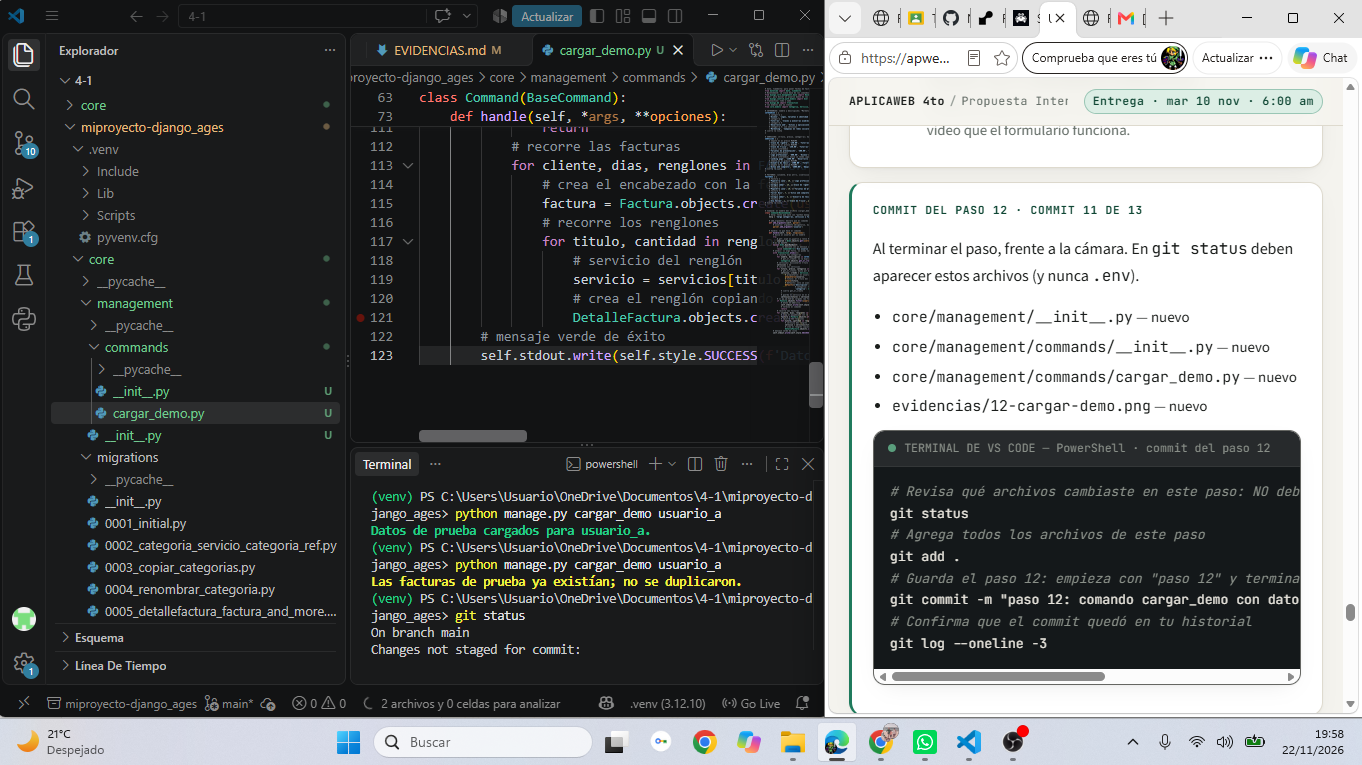 4-1
Actualizar
Explorador
4-1
core
miproyecto-django_ages
.venv
Include
Lib
Scripts
pyvenv.cfg
core
__pycache__
management
__pycache__
commands
__pycache__
__init__.py U
cargar_demo.py U
__init__.py U
migrations
__pycache__
__init__.py
0001_initial.py
0002_categoria_servicio_categoria_ref.py
0003_copiar_categorias.py
0004_renombrar_categoria.py
0005_detallefactura_factura_and_more....
Esquema
Línea De Tiempo
10
1
1
EVIDENCIAS.md M
cargar_demo.py U
miproyecto-django_ages > core > management > commands > cargar_demo.py
63 class Command(BaseCommand):
73 def handle(self, *args, **opciones):
111 return
112 # recorre las facturas
113 for cliente, dias, renglones in
114 # crea el encabezado con la
115 factura = Factura.objects.cr
116 # recorre los renglones
117 for titulo, cantidad in reng
118 # servicio del renglón
119 servicio = servicios[tit
120 # crea el renglón copian
121 DetalleFactura.objects.c
122 # mensaje verde de éxito
123 self.stdout.write(self.style.SUCCESS
Terminal
powershell
(venv) PS C:\Users\Usuario\OneDrive\Documentos\4-1\miproyecto-d
jango_ages> python manage.py cargar_demo usuario_a
Datos de prueba cargados para usuario_a.
(venv) PS C:\Users\Usuario\OneDrive\Documentos\4-1\miproyecto-d
jango_ages> python manage.py cargar_demo usuario_a
Las facturas de prueba ya existían; no se duplicaron.
(venv) PS C:\Users\Usuario\OneDrive\Documentos\4-1\miproyecto-d
jango_ages> git status
On branch main
Changes not staged for commit:
miproyecto-django_ages
main*
0 0
2 archivos y 0 celdas para analizar
.venv (3.12.10)
Go Live
https://apwe...
Comprueba que eres tú
Actualizar
Chat
APLICAWEB 4to / Propuesta Inter
Entrega · mar 10 nov · 6:00 am
video que el formulario funciona.
COMMIT DEL PASO 12 · COMMIT 11 DE 13
Al terminar el paso, frente a la cámara. En git status deben
aparecer estos archivos (y nunca .env).
• core/management/__init__.py — nuevo
• core/management/commands/__init__.py — nuevo
• core/management/commands/cargar_demo.py — nuevo
• evidencias/12-cargar-demo.png — nuevo
TERMINAL DE VS CODE — PowerShell · commit del paso 12
# Revisa qué archivos cambiaste en este paso: NO deb
git status
# Agrega todos los archivos de este paso
git add .
# Guarda el paso 12: empieza con "paso 12" y termina
git commit -m "paso 12: comando cargar_demo con dato
# Confirma que el commit quedó en tu historial
git log --oneline -3
21°C
Despejado
Buscar
19:58
22/11/2026